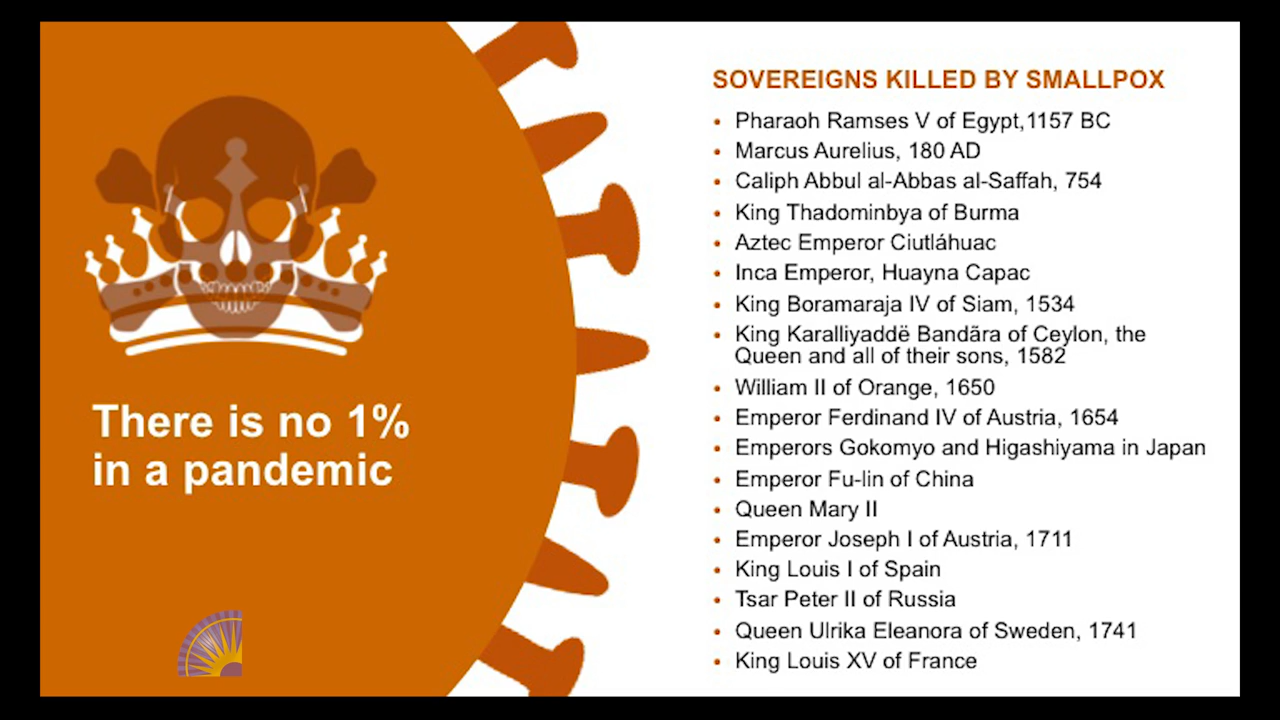 There is no 1%
in a pandemic
SOVEREIGNS KILLED BY SMALLPOX
• Pharaoh Ramses V of Egypt,1157 BC
• Marcus Aurelius, 180 AD
• Caliph Abbul al-Abbas al-Saffah, 754
• King Thadominbya of Burma
• Aztec Emperor Ciutláhuac
• Inca Emperor, Huayna Capac
• King Boramaraja IV of Siam, 1534
• King Karalliyaddë Bandãra of Ceylon, the
Queen and all of their sons, 1582
• William II of Orange, 1650
• Emperor Ferdinand IV of Austria, 1654
• Emperors Gokomyo and Higashiyama in Japan
• Emperor Fu-lin of China
• Queen Mary II
• Emperor Joseph I of Austria, 1711
• King Louis I of Spain
• Tsar Peter II of Russia
• Queen Ulrika Eleanora of Sweden, 1741
• King Louis XV of France